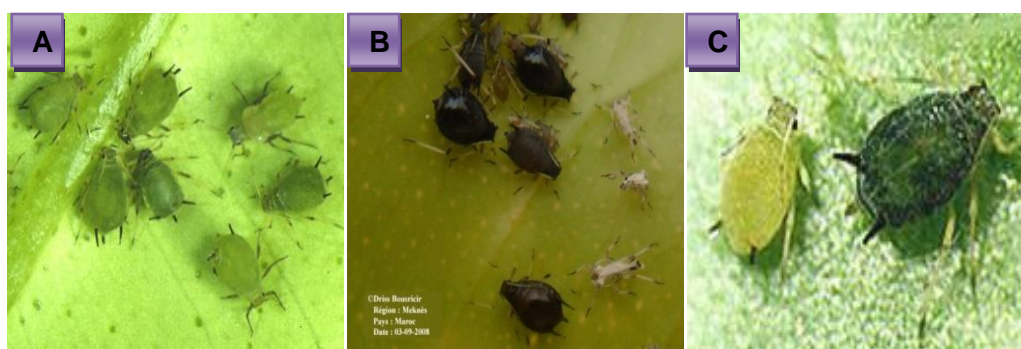 A
B
C
©Driss Bousricir
Région : Meknès
Pays : Maroc
Date : 03-09-2008